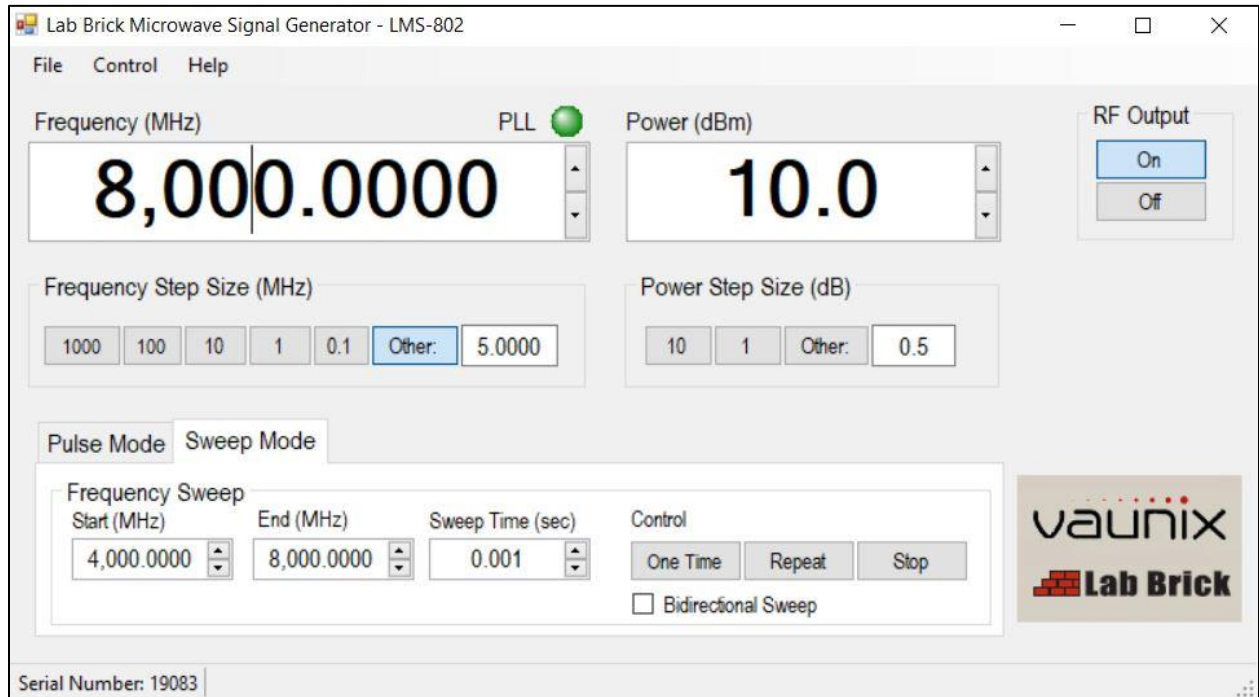 Lab Brick Microwave Signal Generator - LMS-802
File Control Help
Frequency (MHz) PLL Power (dBm) RF Output
8,000.0000 10.0 On
Off
Frequency Step Size (MHz) Power Step Size (dB)
1000 100 10 1 0.1 Other: 5.0000 10 1 Other: 0.5
Pulse Mode Sweep Mode
Frequency Sweep
Start (MHz) End (MHz) Sweep Time (sec) Control
4,000.0000 8,000.0000 0.001 One Time Repeat Stop
Bidirectional Sweep
vaunix
Lab Brick
Serial Number: 19083